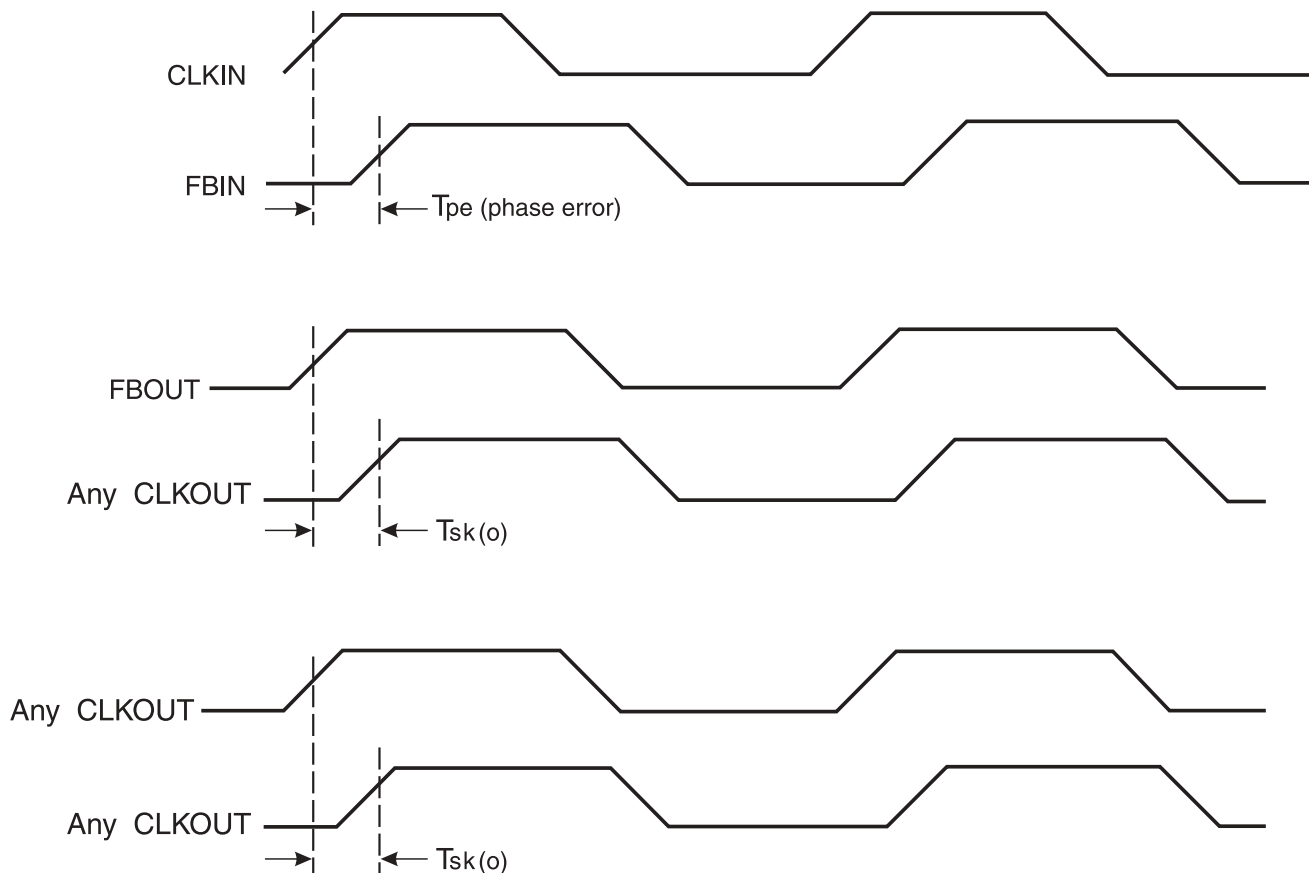 CLKIN
FBIN
Tpe (phase error)
FBOUT
Any CLKOUT
Tsk (o)
Any CLKOUT
Any CLKOUT
Tsk (o)